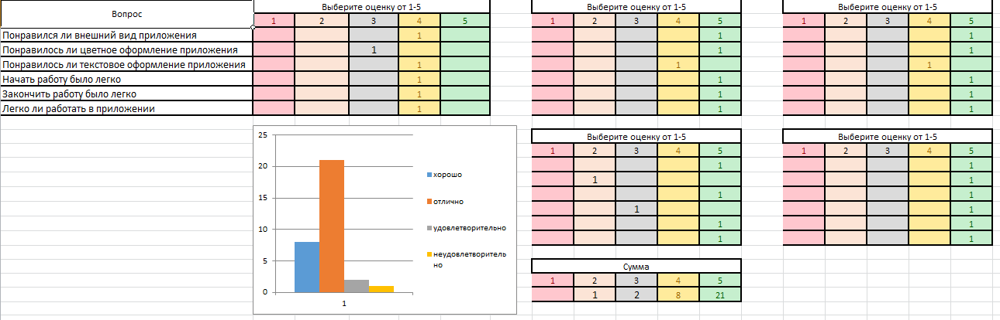 Вопрос Выберите оценку от 1-5 Выберите оценку от 1-5 Выберите оценку от 1-5
1 2 3 4 5 1 2 3 4 5 1 2 3 4 5
Понравился ли внешний вид приложения 1 1 1
Понравилось ли цветное оформление приложения 1 1 1
Понравилось ли текстовое оформление приложения 1 1 1
Начать работу было легко 1 1 1
Закончить работу было легко 1 1 1
Легко ли работать в приложении 1 1 1
25
20
15
10
5
0
1
хорошо
отлично
удовлетворительно
неудовлетворитель
но
Выберите оценку от 1-5 Выберите оценку от 1-5
1 2 3 4 5 1 2 3 4 5
1 1
1 1
1 1
1 1
1 1
1 1
Сумма
1 2 3 4 5
1 2 8 21